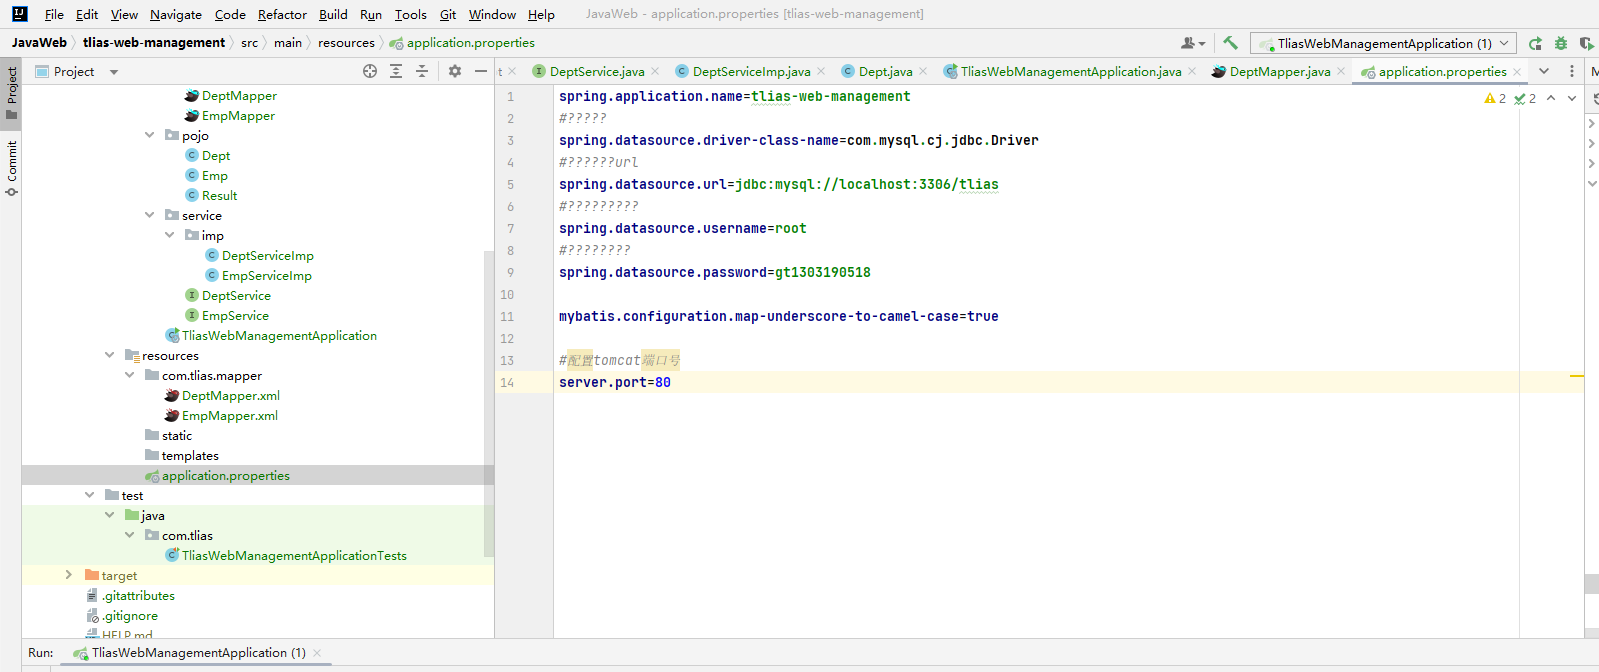 File Edit View Navigate Code Refactor Build Run Tools Git Window Help JavaWeb - application.properties [tlias-web-management]
JavaWeb tlias-web-management src main resources application.properties TliasWebManagementApplication (1)
Project
Commit
Project
DeptService.java DeptServiceImp.java Dept.java TliasWebManagementApplication.java DeptMapper.java application.properties
DeptMapper
EmpMapper
pojo
Dept
Emp
Result
service
imp
DeptServiceImp
EmpServiceImp
DeptService
EmpService
TliasWebManagementApplication
resources
com.tlias.mapper
DeptMapper.xml
EmpMapper.xml
static
templates
application.properties
test
java
com.tlias
TliasWebManagementApplicationTests
target
.gitattributes
.gitignore
HELP.md
1 spring.application.name=tlias-web-management
2 #?????
3 spring.datasource.driver-class-name=com.mysql.cj.jdbc.Driver
4 #??????url
5 spring.datasource.url=jdbc:mysql://localhost:3306/tlias
6 #?????????
7 spring.datasource.username=root
8 #????????
9 spring.datasource.password=gt1303190518
10
11 mybatis.configuration.map-underscore-to-camel-case=true
12
13 #配置tomcat端口号
14 server.port=80
2 2
Run: TliasWebManagementApplication (1)